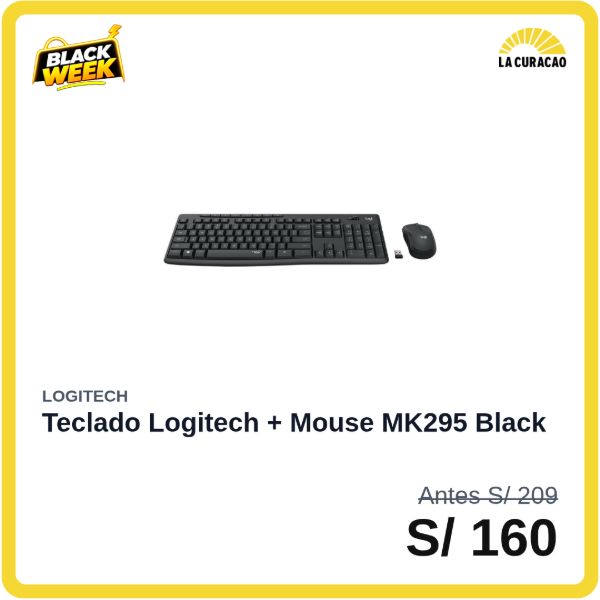 BLACK
WEEK
LA CURACAO
LOGITECH
Teclado Logitech + Mouse MK295 Black
Antes S/ 209
S/ 160